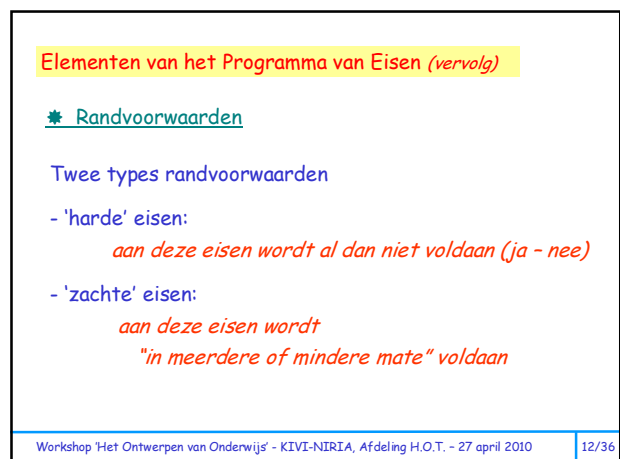 Elementen van het Programma van Eisen (vervolg)
Randvoorwaarden
Twee types randvoorwaarden
- ‘harde’ eisen:
aan deze eisen wordt al dan niet voldaan (ja – nee)
- ‘zachte’ eisen:
aan deze eisen wordt
“in meerdere of mindere mate” voldaan
Workshop ‘Het Ontwerpen van Onderwijs’ - KIVI-NIRIA, Afdeling H.O.T. – 27 april 2010 12/36